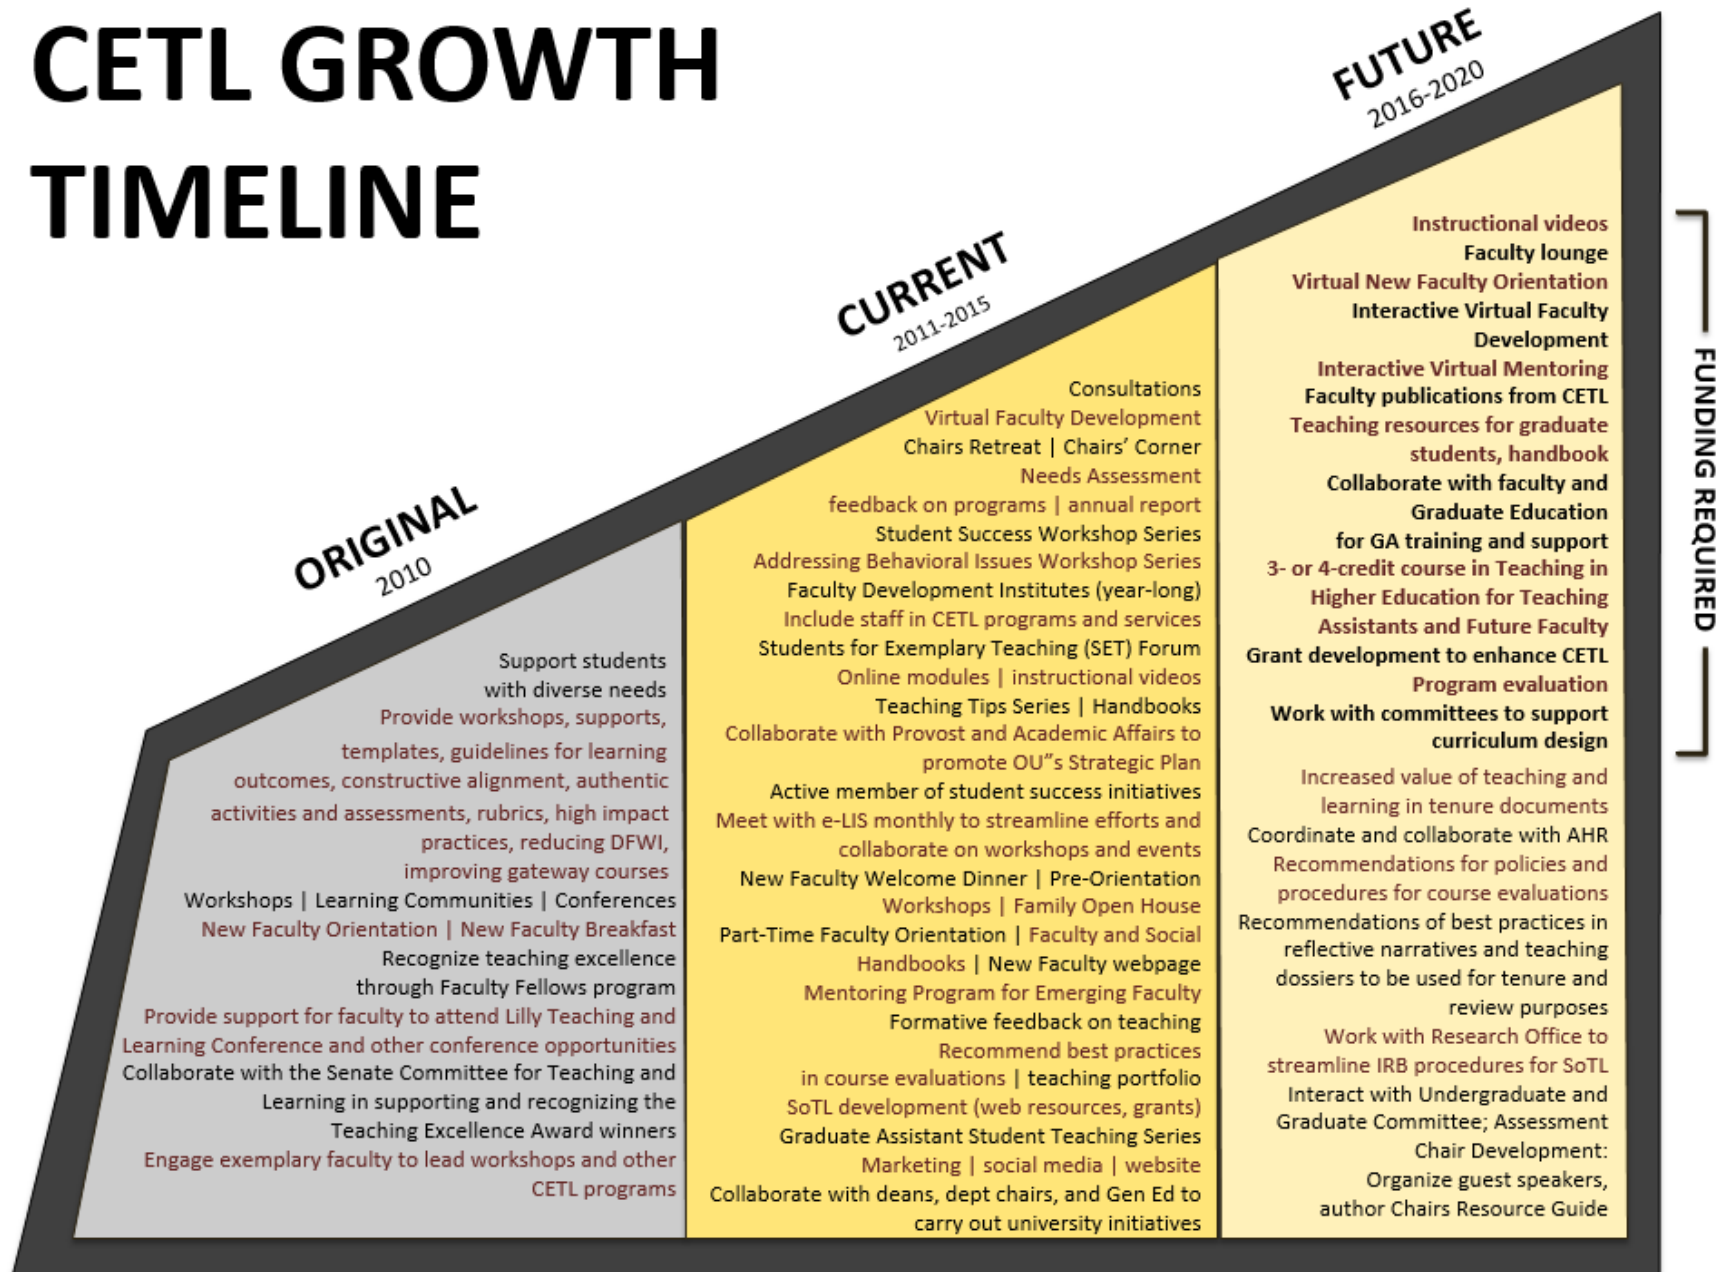 CETL GROWTH
TIMELINE
ORIGINAL
2010
Support students
with diverse needs
Provide workshops, supports,
templates, guidelines for learning
outcomes, constructive alignment, authentic
activities and assessments, rubrics, high impact
practices, reducing DFWI,
improving gateway courses
Workshops | Learning Communities | Conferences
New Faculty Orientation | New Faculty Breakfast
Recognize teaching excellence
through Faculty Fellows program
Provide support for faculty to attend Lilly Teaching and
Learning Conference and other conference opportunities
Collaborate with the Senate Committee for Teaching and
Learning in supporting and recognizing the
Teaching Excellence Award winners
Engage exemplary faculty to lead workshops and other
CETL programs
CURRENT
2011-2015
Consultations
Virtual Faculty Development
Chairs Retreat | Chairs’ Corner
Needs Assessment
feedback on programs | annual report
Student Success Workshop Series
Addressing Behavioral Issues Workshop Series
Faculty Development Institutes (year-long)
Include staff in CETL programs and services
Students for Exemplary Teaching (SET) Forum
Online modules | instructional videos
Teaching Tips Series | Handbooks
Collaborate with Provost and Academic Affairs to
promote OU”s Strategic Plan
Active member of student success initiatives
Meet with e-LIS monthly to streamline efforts and
collaborate on workshops and events
New Faculty Welcome Dinner | Pre-Orientation
Workshops | Family Open House
Part-Time Faculty Orientation | Faculty and Social
Handbooks | New Faculty webpage
Mentoring Program for Emerging Faculty
Formative feedback on teaching
Recommend best practices
in course evaluations | teaching portfolio
SoTL development (web resources, grants)
Graduate Assistant Student Teaching Series
Marketing | social media | website
Collaborate with deans, dept chairs, and Gen Ed to
carry out university initiatives
FUTURE
2016-2020
Instructional videos
Faculty lounge
Virtual New Faculty Orientation
Interactive Virtual Faculty
Development
Interactive Virtual Mentoring
Faculty publications from CETL
Teaching resources for graduate
students, handbook
Collaborate with faculty and
Graduate Education
for GA training and support
3- or 4-credit course in Teaching in
Higher Education for Teaching
Assistants and Future Faculty
Grant development to enhance CETL
Program evaluation
Work with committees to support
curriculum design
Increased value of teaching and
learning in tenure documents
Coordinate and collaborate with AHR
Recommendations for policies and
procedures for course evaluations
Recommendations of best practices in
reflective narratives and teaching
dossiers to be used for tenure and
review purposes
Work with Research Office to
streamline IRB procedures for SoTL
Interact with Undergraduate and
Graduate Committee; Assessment
Chair Development:
Organize guest speakers,
author Chairs Resource Guide
FUNDING REQUIRED